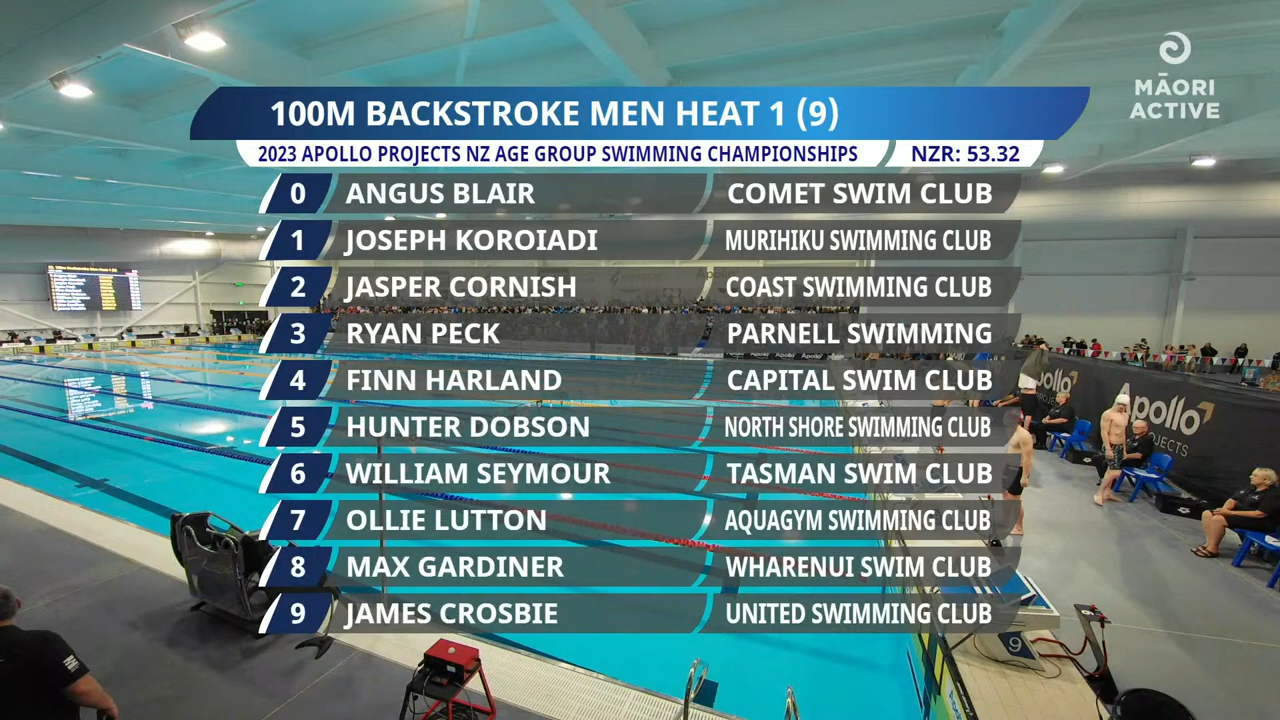 MĀORI
ACTIVE
100M BACKSTROKE MEN HEAT 1 (9)
2023 APOLLO PROJECTS NZ AGE GROUP SWIMMING CHAMPIONSHIPS NZR: 53.32
0 ANGUS BLAIR COMET SWIM CLUB
1 JOSEPH KOROIADI MURIHIKU SWIMMING CLUB
2 JASPER CORNISH COAST SWIMMING CLUB
3 RYAN PECK PARNELL SWIMMING
4 FINN HARLAND CAPITAL SWIM CLUB
5 HUNTER DOBSON NORTH SHORE SWIMMING CLUB
6 WILLIAM SEYMOUR TASMAN SWIM CLUB
7 OLLIE LUTTON AQUAGYM SWIMMING CLUB
8 MAX GARDINER WHARENUI SWIM CLUB
9 JAMES CROSBIE UNITED SWIMMING CLUB
Apollo
9